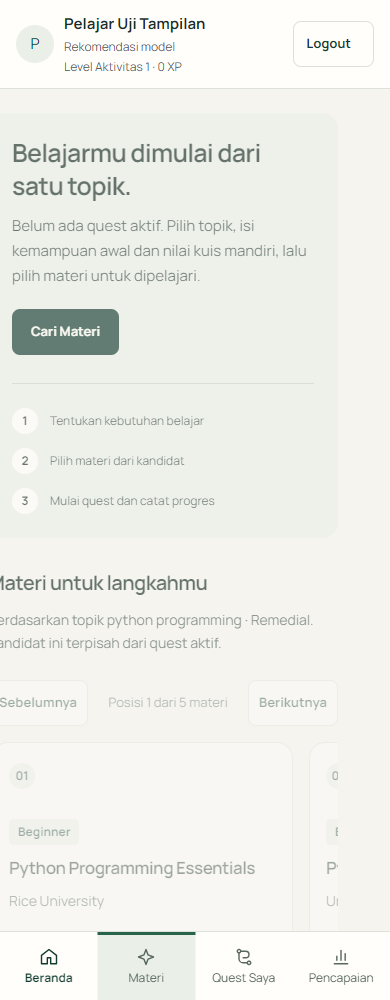 P
Pelajar Uji Tampilan
Rekomendasi model
Level Aktivitas 1 · 0 XP
Logout
Belajarmu dimulai dari
satu topik.
Belum ada quest aktif. Pilih topik, isi
kemampuan awal dan nilai kuis mandiri, lalu
pilih materi untuk dipelajari.
Cari Materi
1 Tentukan kebutuhan belajar
2 Pilih materi dari kandidat
3 Mulai quest dan catat progres
Materi untuk langkahmu
erdasarkan topik python programming · Remedial.
andidat ini terpisah dari quest aktif.
Sebelumnya Posisi 1 dari 5 materi Berikutnya
01
Beginner
Python Programming Essentials
Rice University
Beranda Materi Quest Saya Pencapaian